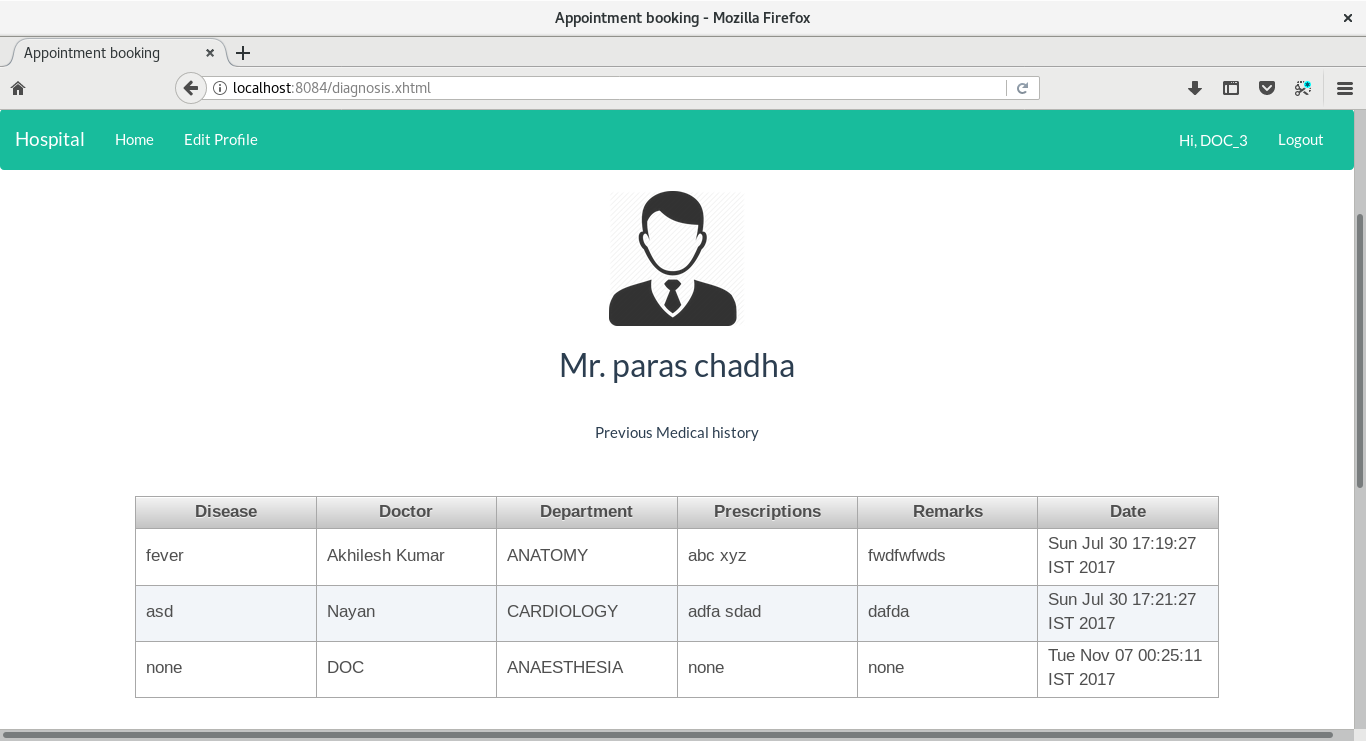 Appointment booking - Mozilla Firefox
Appointment booking
localhost:8084/diagnosis.xhtml
Hospital Home Edit Profile Hi, DOC_3 Logout
Mr. paras chadha
Previous Medical history
Disease Doctor Department Prescriptions Remarks Date
fever Akhilesh Kumar ANATOMY abc xyz fwdfwfwds Sun Jul 30 17:19:27
IST 2017
asd Nayan CARDIOLOGY adfa sdad dafda Sun Jul 30 17:21:27
IST 2017
none DOC ANAESTHESIA none none Tue Nov 07 00:25:11
IST 2017